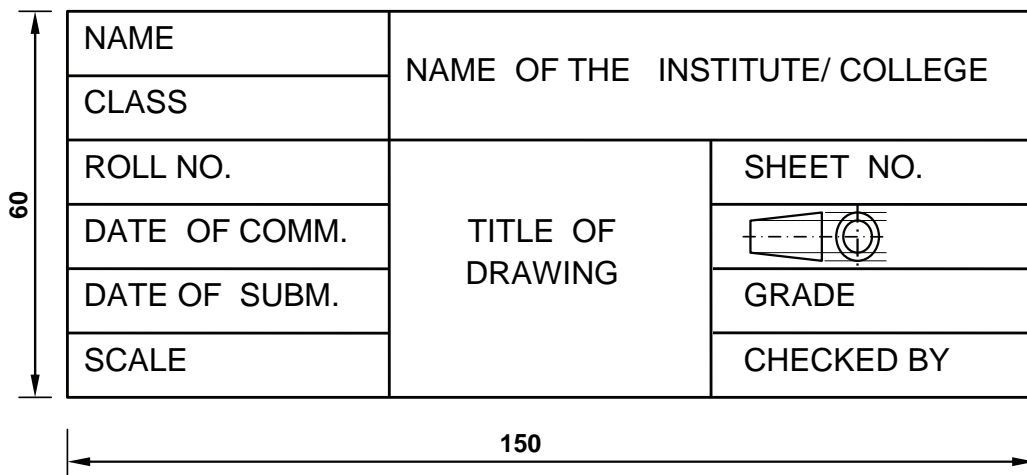 NAME
NAME OF THE INSTITUTE/ COLLEGE
CLASS
ROLL NO.
SHEET NO.
DATE OF COMM.
TITLE OF
DRAWING
DATE OF SUBM.
GRADE
SCALE
CHECKED BY
60
150